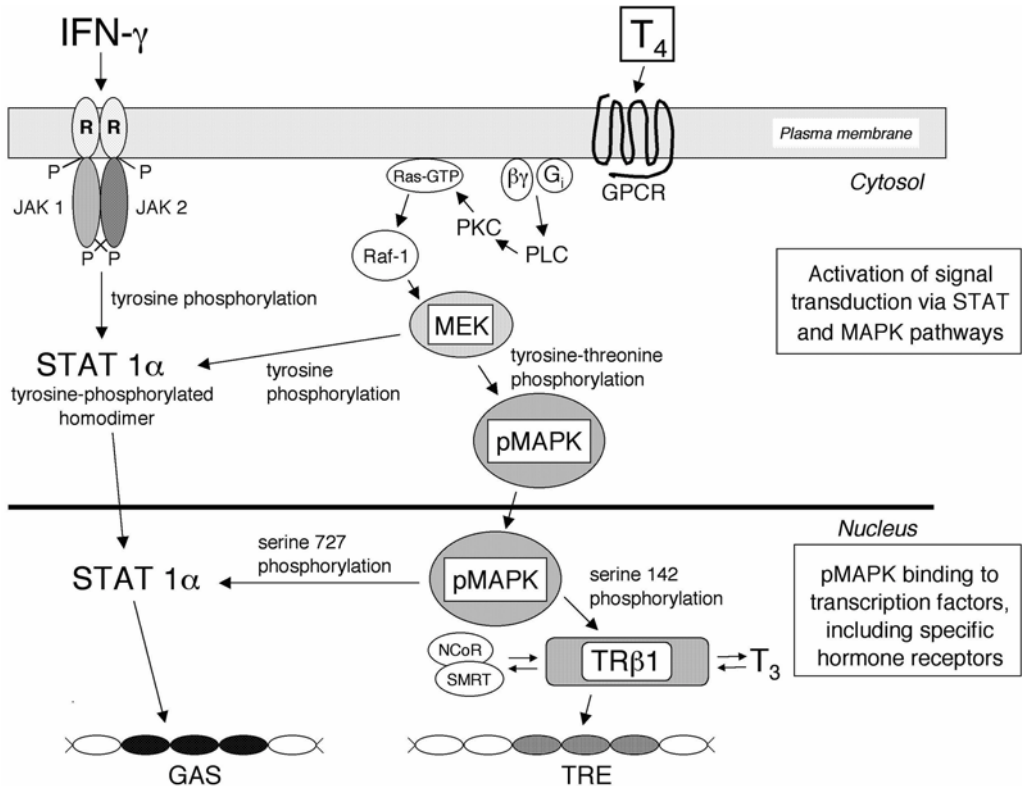 IFN-γ
T4
R R
Plasma membrane
P P
Ras-GTP
βγ
Gi
GPCR
Cytosol
JAK 1
JAK 2
PKC
PLC
Raf-1
P P
tyrosine phosphorylation
MEK
Activation of signal
transduction via STAT
and MAPK pathways
STAT 1α
tyrosine-phosphorylated
homodimer
tyrosine
phosphorylation
tyrosine-threonine
phosphorylation
pMAPK
Nucleus
serine 727
phosphorylation
STAT 1α
pMAPK
serine 142
phosphorylation
pMAPK binding to
transcription factors,
including specific
hormone receptors
NCoR
SMRT
TRβ1
T3
GAS
TRE